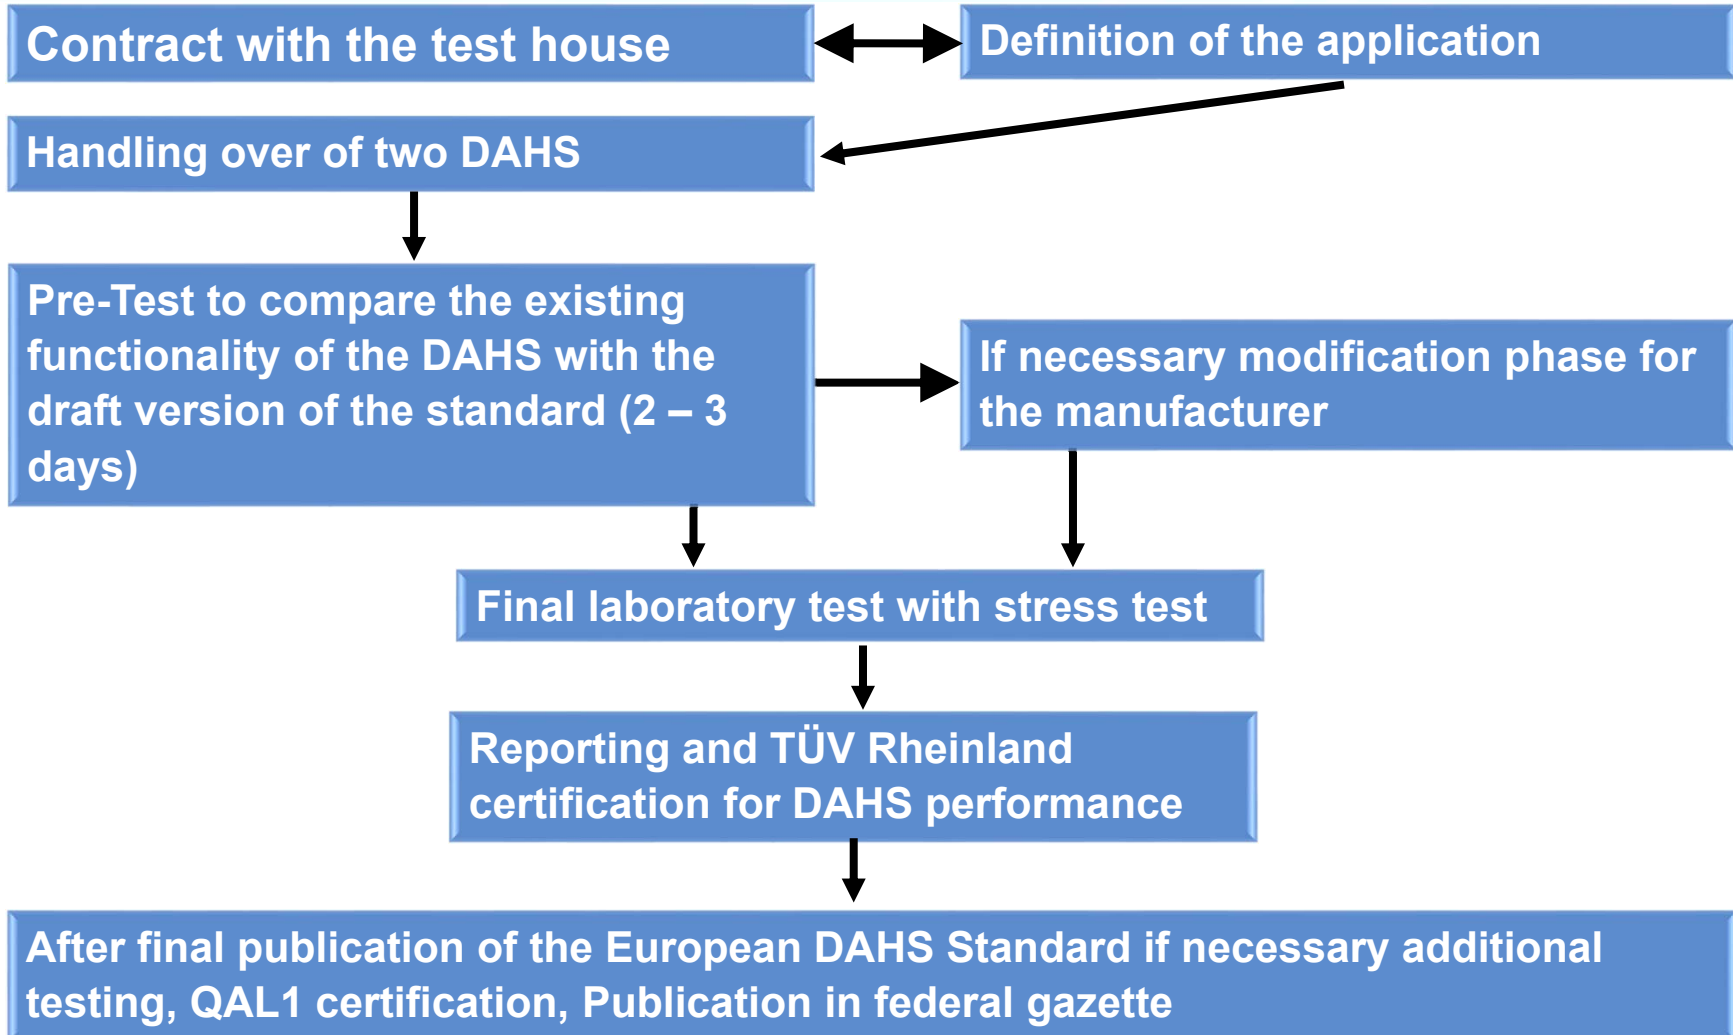 Contract with the test house
Definition of the application
Handling over of two DAHS
Pre-Test to compare the existing
functionality of the DAHS with the
draft version of the standard (2 – 3
days)
If necessary modification phase for
the manufacturer
Final laboratory test with stress test
Reporting and TÜV Rheinland
certification for DAHS performance
After final publication of the European DAHS Standard if necessary additional
testing, QAL1 certification, Publication in federal gazette